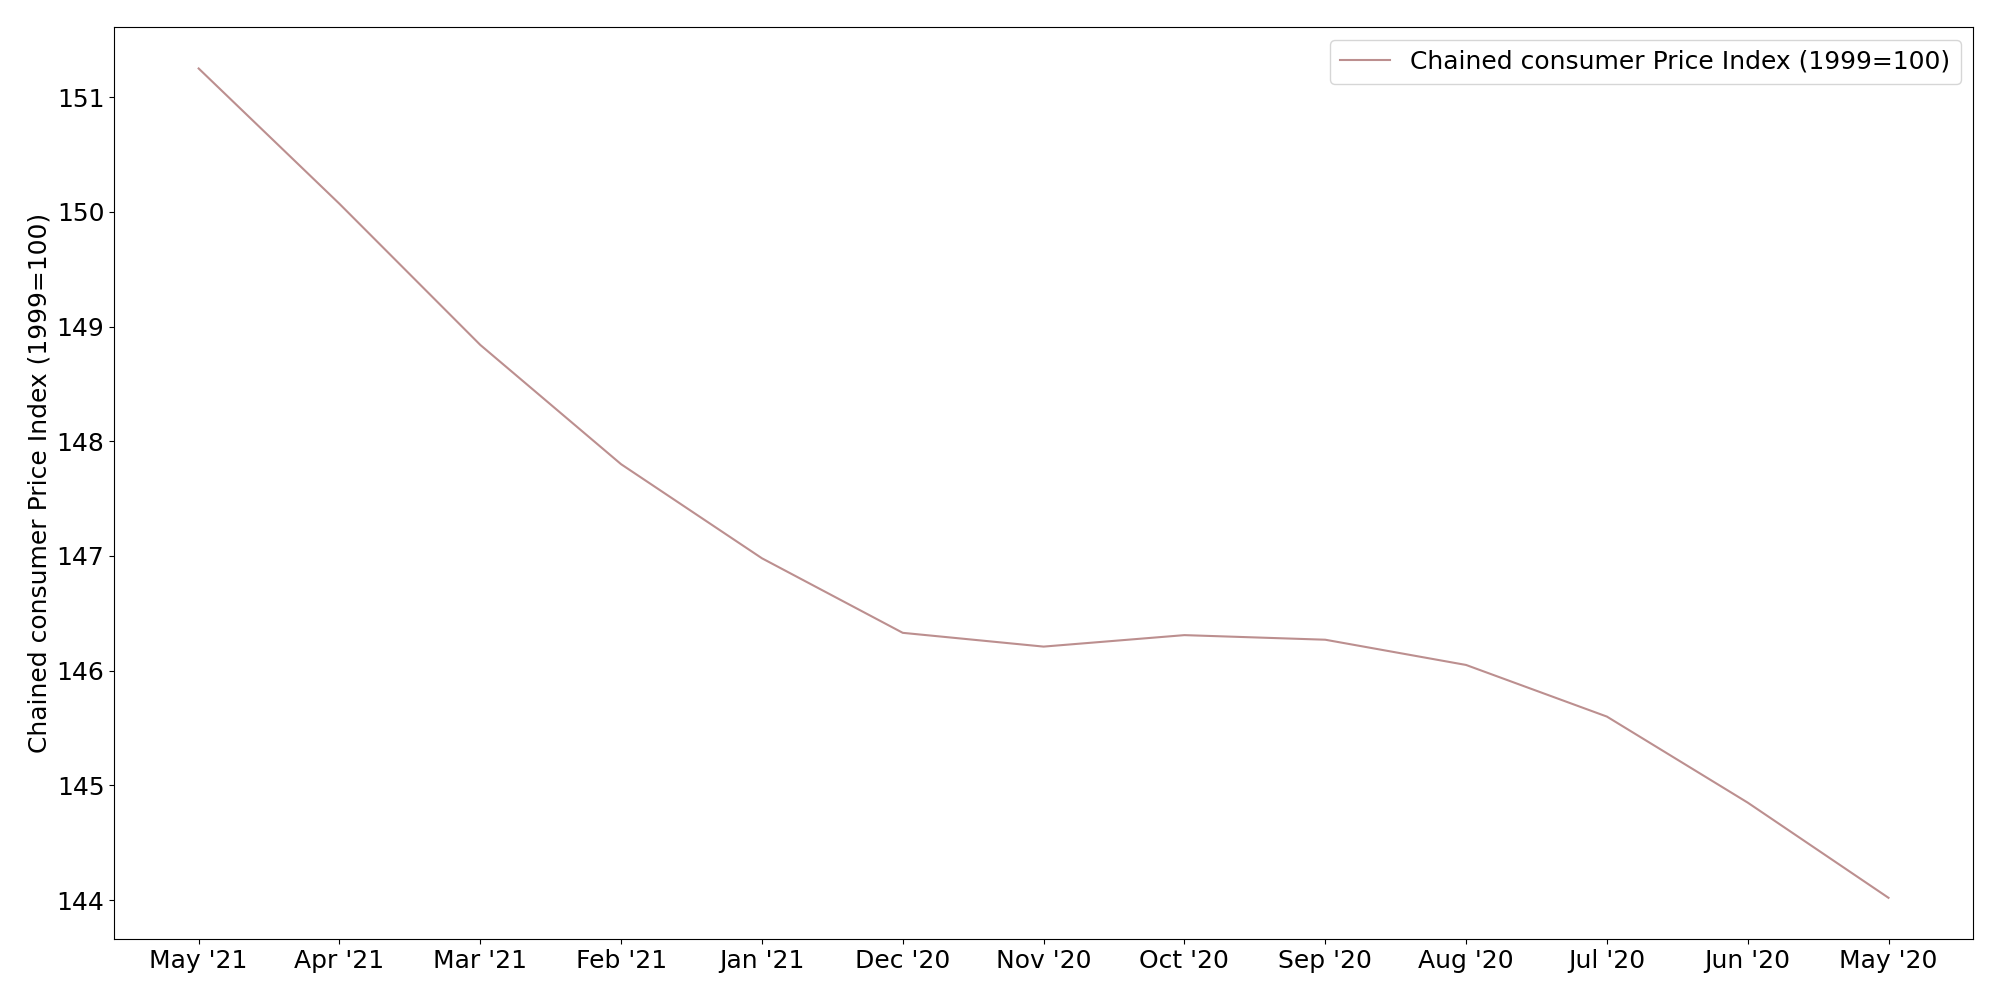 Chained consumer Price Index (1999=100)
Chained consumer Price Index (1999=100)
151
150
149
148
147
146
145
144
May '21 Apr '21 Mar '21 Feb '21 Jan '21 Dec '20 Nov '20 Oct '20 Sep '20 Aug '20 Jul '20 Jun '20 May '20